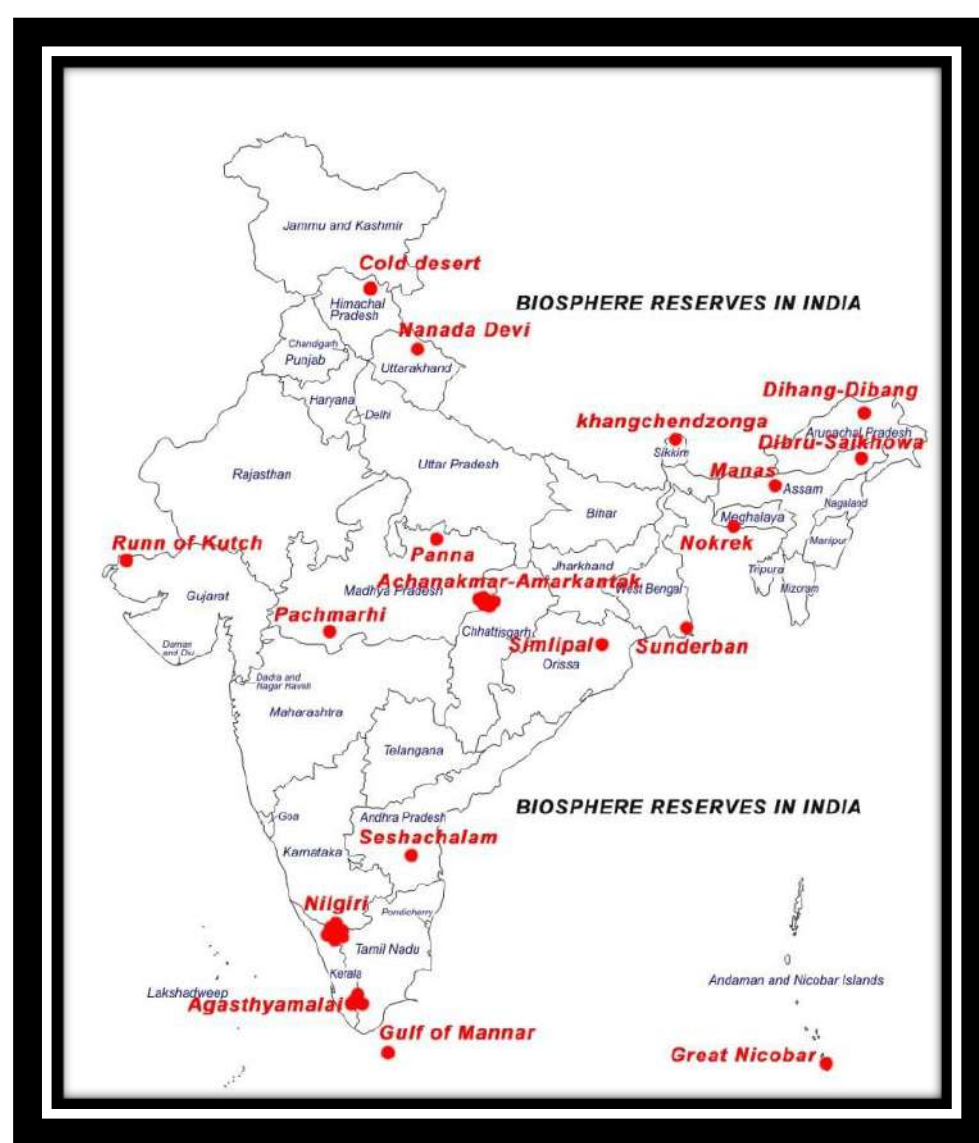 Jammu and Kashmir
Cold desert
Himachal
Pradesh
BIOSPHERE RESERVES IN INDIA
Nanada Devi
Chandigarh
Punjab
Uttarakhand
Dihang-Dibang
Haryana
Delhi
khangchendzonga
Arunachal Pradesh
Dibru-Saikhowa
Sikkim
Uttar Pradesh
Manas
Assam
Rajasthan
Nagaland
Bihar
Meghalaya
Runn of Kutch
Panna
Nokrek
Manipur
Jharkhand
Tripura
Achanakmar-Amarkantak
Madhya Pradesh
West Bengal
Mizoram
Gujarat
Pachmarhi
Chhattisgarh
Simlipal
Sunderban
Daman
and Diu
Orissa
Dadra and
Nagar Haveli
Maharashtra
Telangana
BIOSPHERE RESERVES IN INDIA
Goa
Andhra Pradesh
Seshachalam
Karnataka
Nilgiri
Pondicherry
Tamil Nadu
Kerala
Andaman and Nicobar Islands
Lakshadweep
Agasthyamalai
Gulf of Mannar
Great Nicobar